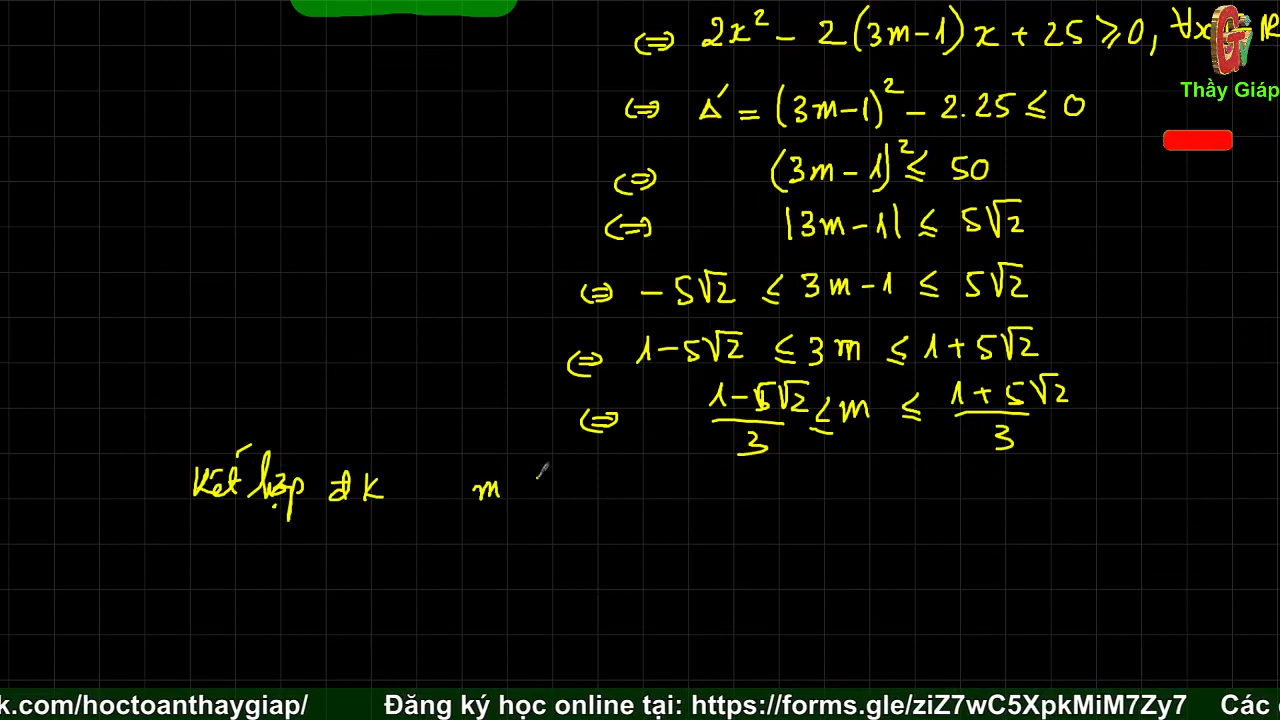 ⇔ 2x² - 2(3m-1)x + 25 ≥ 0, ∀x ∈ ℝ
Thầy Giáp
⇔ Δ' = (3m-1)² - 2.25 ≤ 0
⇔ (3m-1)² ≤ 50
⇔ |3m-1| ≤ 5√2
⇔ -5√2 ≤ 3m-1 ≤ 5√2
⇔ 1-5√2 ≤ 3m ≤ 1+5√2
⇔ (1-5√2)/3 ≤ m ≤ (1+5√2)/3
Kết hợp đk m
k.com/hoctoanthaygiap/ Đăng ký học online tại: https://forms.gle/ziZ7wC5XpkMiM7Zy7 Các